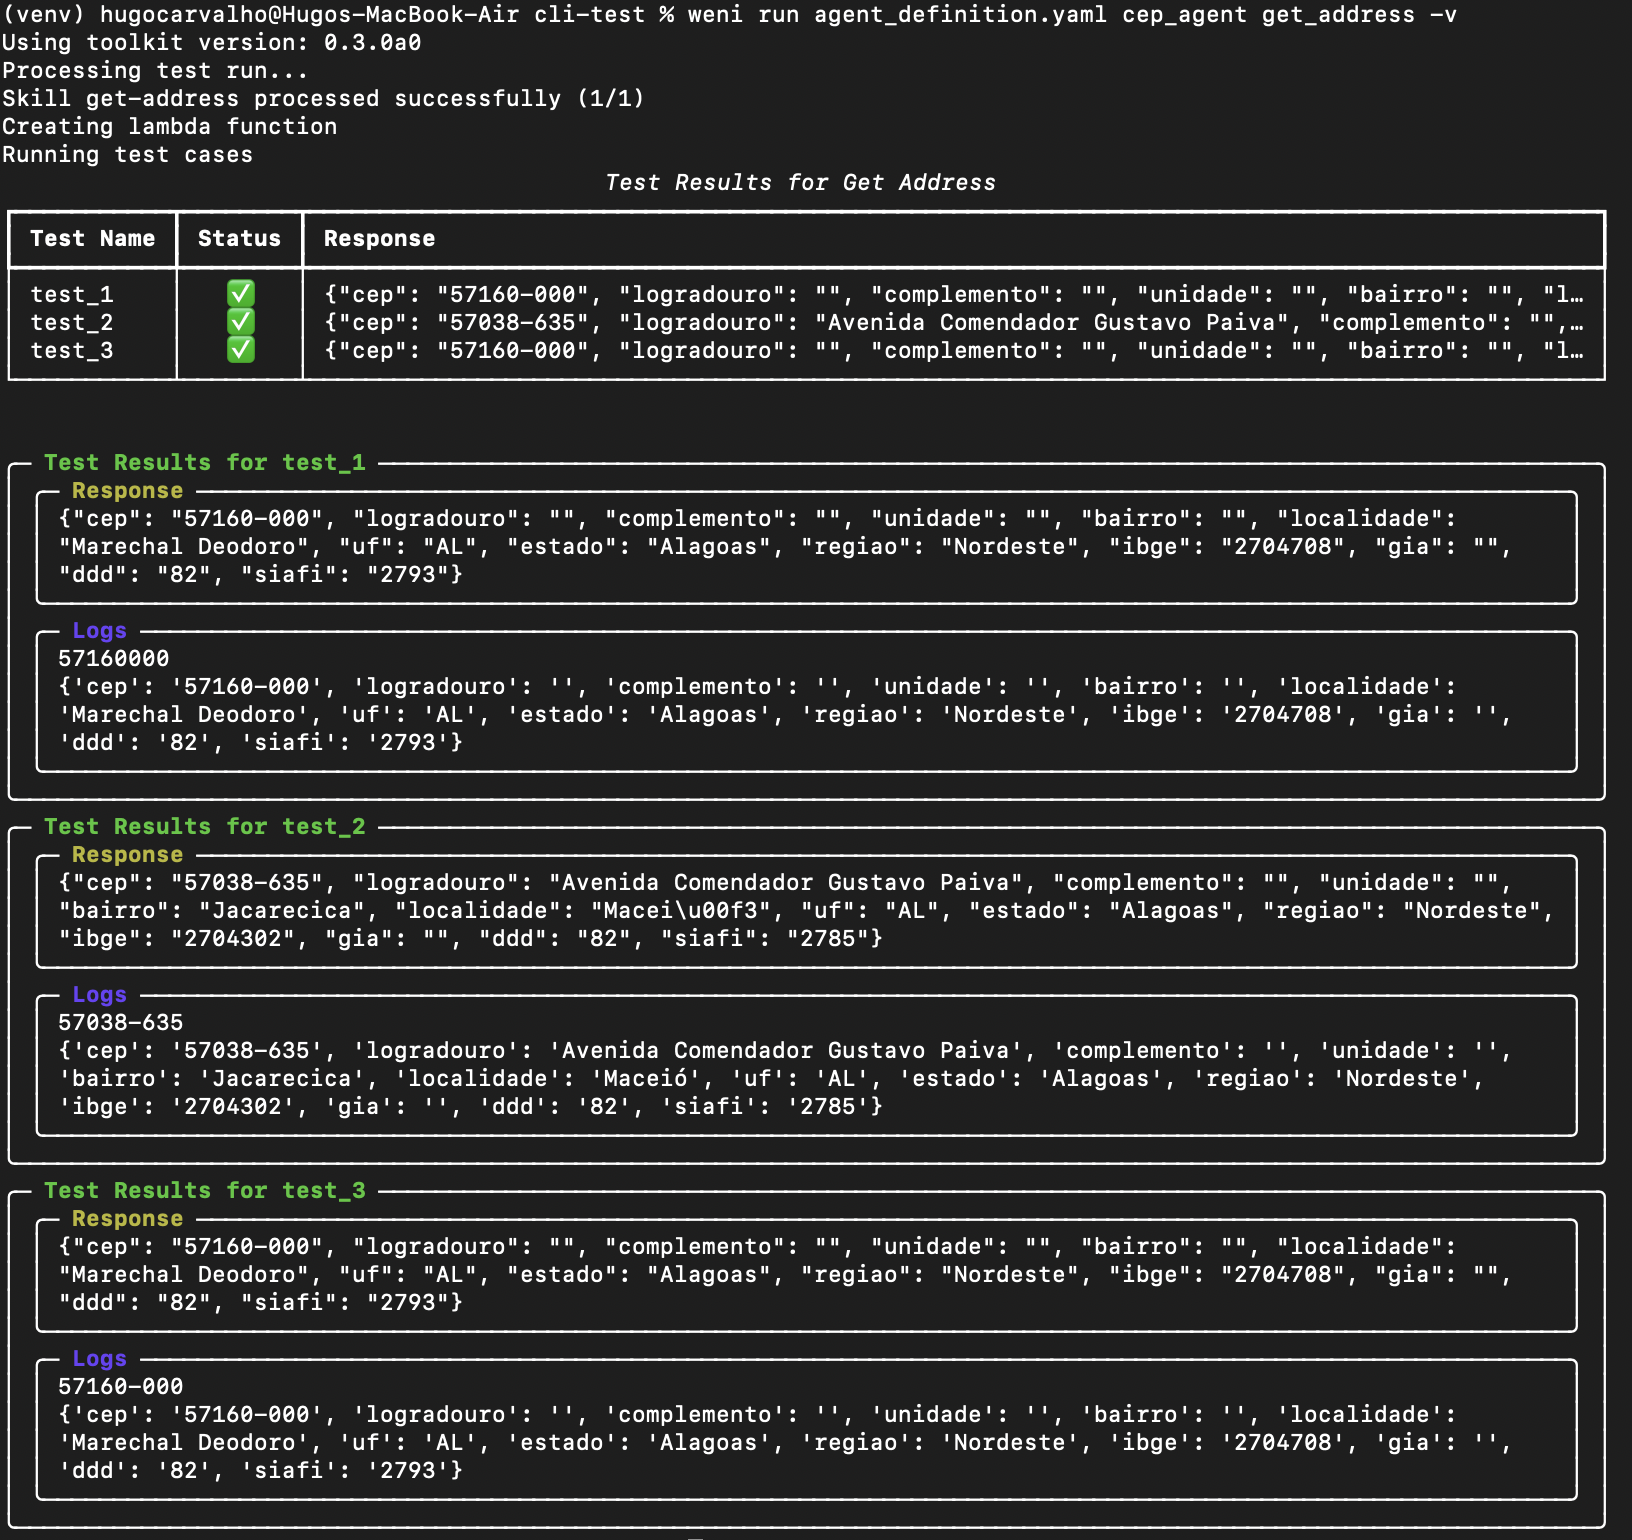 (venv) hugocarvalho@Hugos-MacBook-Air cli-test % weni run agent_definition.yaml cep_agent get_address -v
Using toolkit version: 0.3.0a0
Processing test run...
Skill get-address processed successfully (1/1)
Creating lambda function
Running test cases
Test Results for Get Address
Test Name Status Response
test_1 ✅ {"cep": "57160-000", "logradouro": "", "complemento": "", "unidade": "", "bairro": "", "l…
test_2 ✅ {"cep": "57038-635", "logradouro": "Avenida Comendador Gustavo Paiva", "complemento": "",…
test_3 ✅ {"cep": "57160-000", "logradouro": "", "complemento": "", "unidade": "", "bairro": "", "l…
Test Results for test_1
Response
{"cep": "57160-000", "logradouro": "", "complemento": "", "unidade": "", "bairro": "", "localidade":
"Marechal Deodoro", "uf": "AL", "estado": "Alagoas", "regiao": "Nordeste", "ibge": "2704708", "gia": "",
"ddd": "82", "siafi": "2793"}
Logs
57160000
{'cep': '57160-000', 'logradouro': '', 'complemento': '', 'unidade': '', 'bairro': '', 'localidade':
'Marechal Deodoro', 'uf': 'AL', 'estado': 'Alagoas', 'regiao': 'Nordeste', 'ibge': '2704708', 'gia': '',
'ddd': '82', 'siafi': '2793'}
Test Results for test_2
Response
{"cep": "57038-635", "logradouro": "Avenida Comendador Gustavo Paiva", "complemento": "", "unidade": "",
"bairro": "Jacarecica", "localidade": "Macei\u00f3", "uf": "AL", "estado": "Alagoas", "regiao": "Nordeste",
"ibge": "2704302", "gia": "", "ddd": "82", "siafi": "2785"}
Logs
57038-635
{'cep': '57038-635', 'logradouro': 'Avenida Comendador Gustavo Paiva', 'complemento': '', 'unidade': '',
'bairro': 'Jacarecica', 'localidade': 'Maceió', 'uf': 'AL', 'estado': 'Alagoas', 'regiao': 'Nordeste',
'ibge': '2704302', 'gia': '', 'ddd': '82', 'siafi': '2785'}
Test Results for test_3
Response
{"cep": "57160-000", "logradouro": "", "complemento": "", "unidade": "", "bairro": "", "localidade":
"Marechal Deodoro", "uf": "AL", "estado": "Alagoas", "regiao": "Nordeste", "ibge": "2704708", "gia": "",
"ddd": "82", "siafi": "2793"}
Logs
57160-000
{'cep': '57160-000', 'logradouro': '', 'complemento': '', 'unidade': '', 'bairro': '', 'localidade':
'Marechal Deodoro', 'uf': 'AL', 'estado': 'Alagoas', 'regiao': 'Nordeste', 'ibge': '2704708', 'gia': '',
'ddd': '82', 'siafi': '2793'}